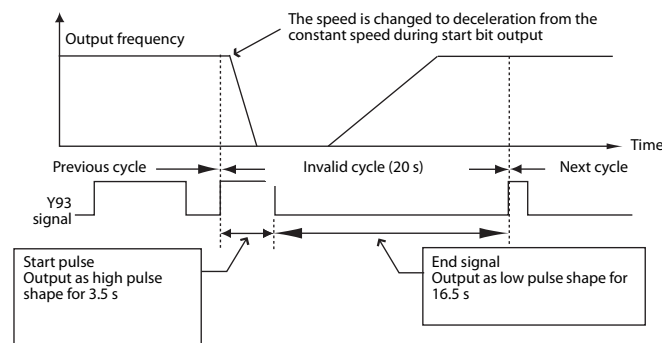 The speed is changed to deceleration from the
constant speed during start bit output
Output frequency
Time
Previous cycle
Invalid cycle (20 s)
Next cycle
Y93
signal
Start pulse
Output as high pulse
shape for 3.5 s
End signal
Output as low pulse shape for
16.5 s